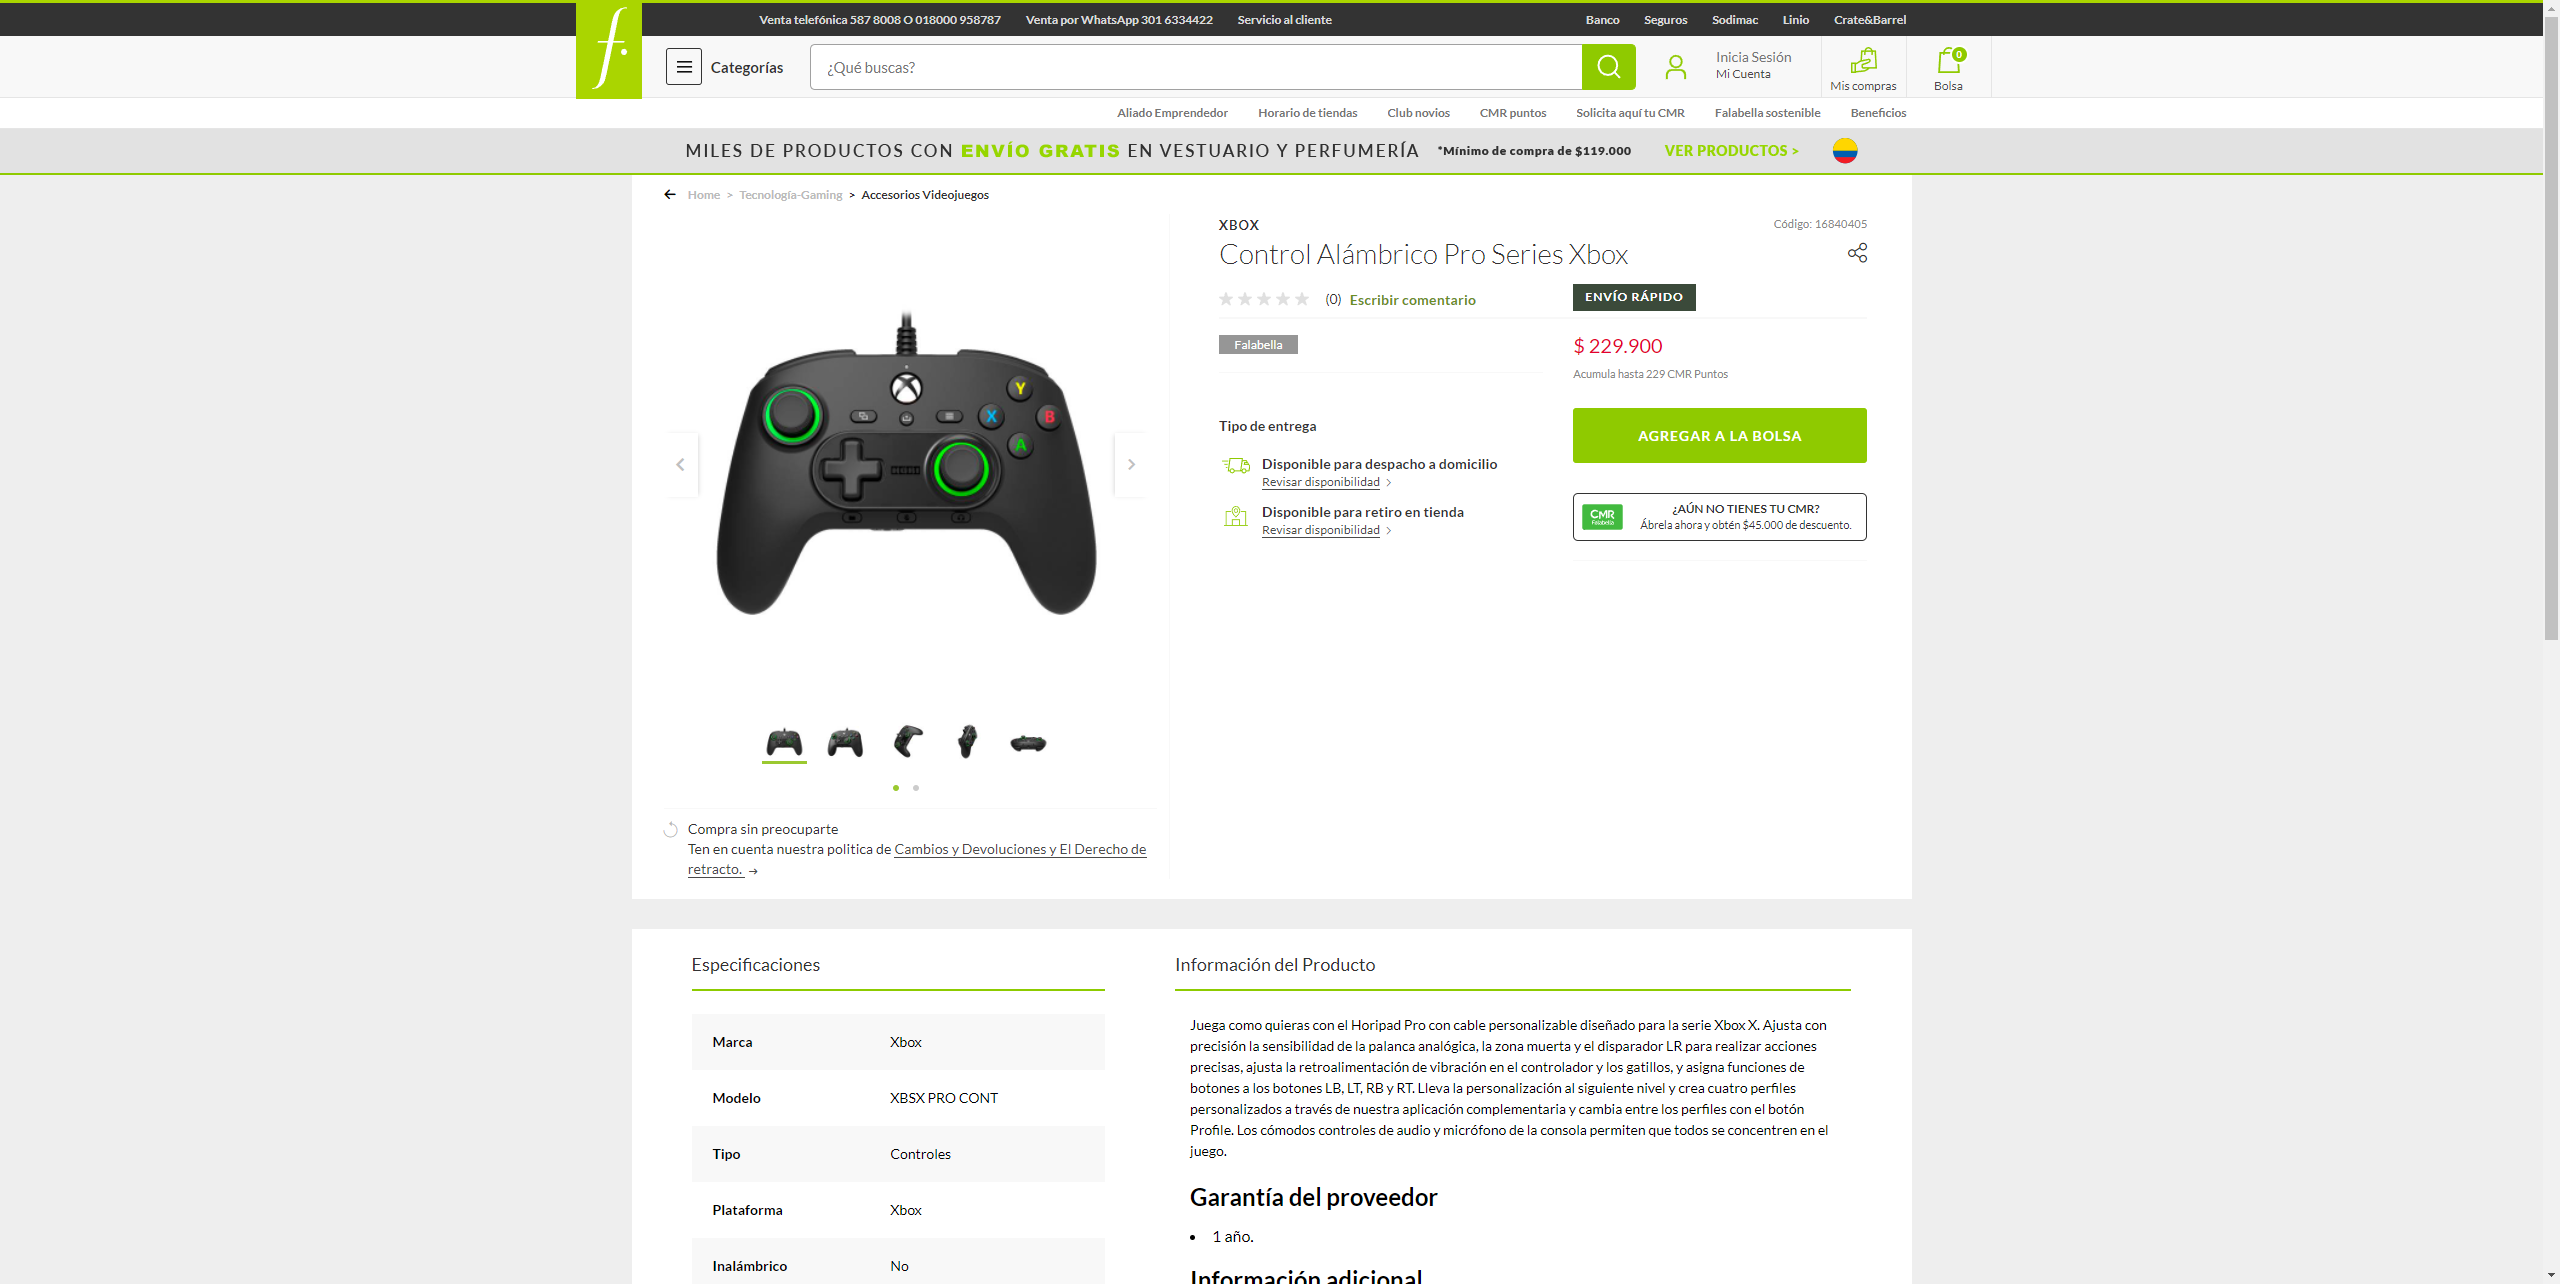 Venta telefónica 587 8008 O 018000 958787 Venta por WhatsApp 301 6334422 Servicio al cliente Banco Seguros Sodimac Linio Crate&Barrel
f.
Categorías
¿Qué buscas?
Inicia Sesión
Mi Cuenta
Mis compras
0
Bolsa
Aliado Emprendedor Horario de tiendas Club novios CMR puntos Solicita aquí tu CMR Falabella sostenible Beneficios
MILES DE PRODUCTOS CON ENVÍO GRATIS EN VESTUARIO Y PERFUMERÍA *Mínimo de compra de $119.000 VER PRODUCTOS >
Home > Tecnología-Gaming > Accesorios Videojuegos
XBOX
Código: 16840405
Control Alámbrico Pro Series Xbox
(0) Escribir comentario
ENVÍO RÁPIDO
Falabella
$ 229.900
Acumula hasta 229 CMR Puntos
AGREGAR A LA BOLSA
Tipo de entrega
Disponible para despacho a domicilio
Revisar disponibilidad >
Disponible para retiro en tienda
Revisar disponibilidad >
CMR
Falabella
¿AÚN NO TIENES TU CMR?
Ábrela ahora y obtén $45.000 de descuento.
Y
X
B
A
HORI
Compra sin preocuparte
Ten en cuenta nuestra politica de Cambios y Devoluciones y El Derecho de
retracto. →
Especificaciones
Marca Xbox
Modelo XBSX PRO CONT
Tipo Controles
Plataforma Xbox
Inalámbrico No
Información del Producto
Juega como quieras con el Horipad Pro con cable personalizable diseñado para la serie Xbox X. Ajusta con
precisión la sensibilidad de la palanca analógica, la zona muerta y el disparador LR para realizar acciones
precisas, ajusta la retroalimentación de vibración en el controlador y los gatillos, y asigna funciones de
botones a los botones LB, LT, RB y RT. Lleva la personalización al siguiente nivel y crea cuatro perfiles
personalizados a través de nuestra aplicación complementaria y cambia entre los perfiles con el botón
Profile. Los cómodos controles de audio y micrófono de la consola permiten que todos se concentren en el
juego.
Garantía del proveedor
• 1 año.
Información adicional